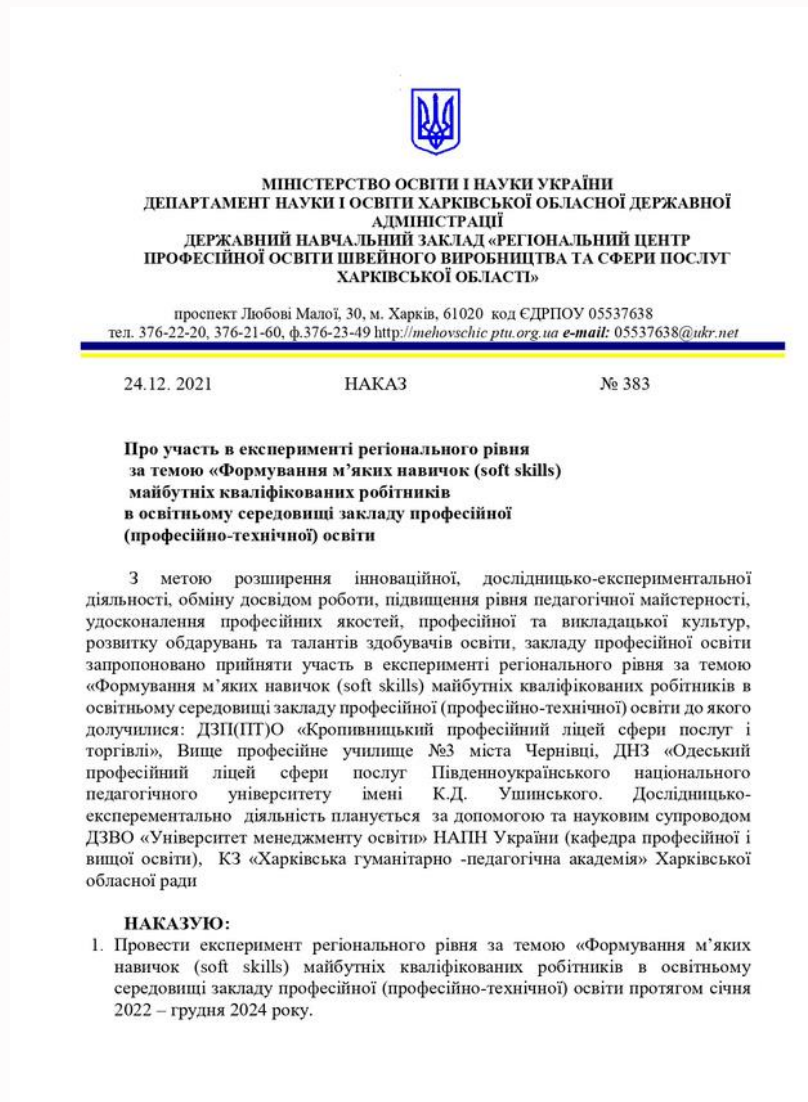 МІНІСТЕРСТВО ОСВІТИ І НАУКИ УКРАЇНИ
ДЕПАРТАМЕНТ НАУКИ І ОСВІТИ ХАРКІВСЬКОЇ ОБЛАСНОЇ ДЕРЖАВНОЇ
АДМІНІСТРАЦІЇ
ДЕРЖАВНИЙ НАВЧАЛЬНИЙ ЗАКЛАД «РЕГІОНАЛЬНИЙ ЦЕНТР
ПРОФЕСІЙНОЇ ОСВІТИ ШВЕЙНОГО ВИРОБНИЦТВА ТА СФЕРИ ПОСЛУГ
ХАРКІВСЬКОЇ ОБЛАСТІ»
проспект Любові Малої, 30, м. Харків, 61020 код ЄДРПОУ 05537638
тел. 376-22-20, 376-21-60, ф.376-23-49 http://mehovschic ptu.org.ua e-mail: 05537638@ukr.net
24.12. 2021 НАКАЗ № 383
Про участь в експерименті регіонального рівня
за темою «Формування м’яких навичок (soft skills)
майбутніх кваліфікованих робітників
в освітньому середовищі закладу професійної
(професійно-технічної) освіти
З метою розширення інноваційної, дослідницько-експериментальної
діяльності, обміну досвідом роботи, підвищення рівня педагогічної майстерності,
удосконалення професійних якостей, професійної та викладацької культур,
розвитку обдарувань та талантів здобувачів освіти, закладу професійної освіти
запропоновано прийняти участь в експерименті регіонального рівня за темою
«Формування м’яких навичок (soft skills) майбутніх кваліфікованих робітників в
освітньому середовищі закладу професійної (професійно-технічної) освіти до якого
долучилися: ДЗП(ПТ)О «Кропивницький професійний ліцей сфери послуг і
торгівлі», Вище професійне училище №3 міста Чернівці, ДНЗ «Одеський
професійний ліцей сфери послуг Південноукраїнського національного
педагогічного університету імені К.Д. Ушинського. Дослідницько-
експерементально діяльність планується за допомогою та науковим супроводом
ДЗВО «Університет менеджменту освіти» НАПН України (кафедра професійної і
вищої освіти), КЗ «Харківська гуманітарно -педагогічна академія» Харківської
обласної ради
НАКАЗУЮ:
1. Провести експеримент регіонального рівня за темою «Формування м’яких
навичок (soft skills) майбутніх кваліфікованих робітників в освітньому
середовищі закладу професійної (професійно-технічної) освіти протягом січня
2022 – грудня 2024 року.